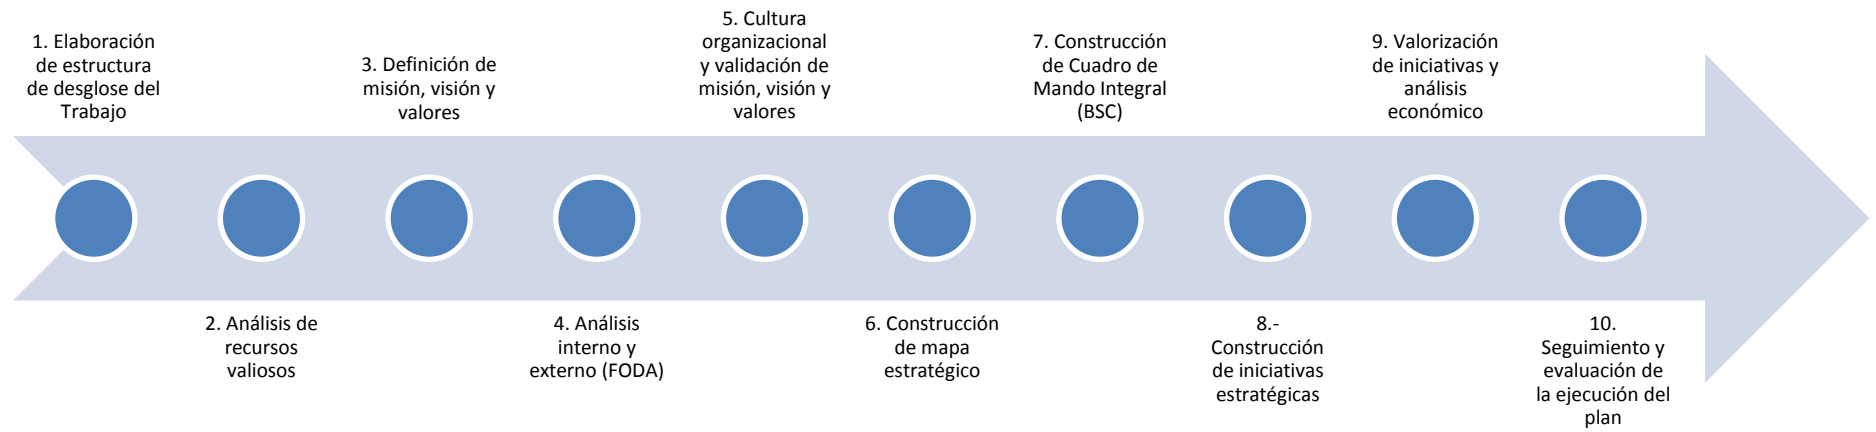 1. Elaboración
de estructura
de desglose del
Trabajo
2. Análisis de
recursos
valiosos
3. Definición de
misión, visión y
valores
4. Análisis
interno y
externo (FODA)
5. Cultura
organizacional
y validación de
misión, visión y
valores
6. Construcción
de mapa
estratégico
7. Construcción
de Cuadro de
Mando Integral
(BSC)
8.-
Construcción
de iniciativas
estratégicas
9. Valorización
de iniciativas y
análisis
económico
10.
Seguimiento y
evaluación de
la ejecución del
plan